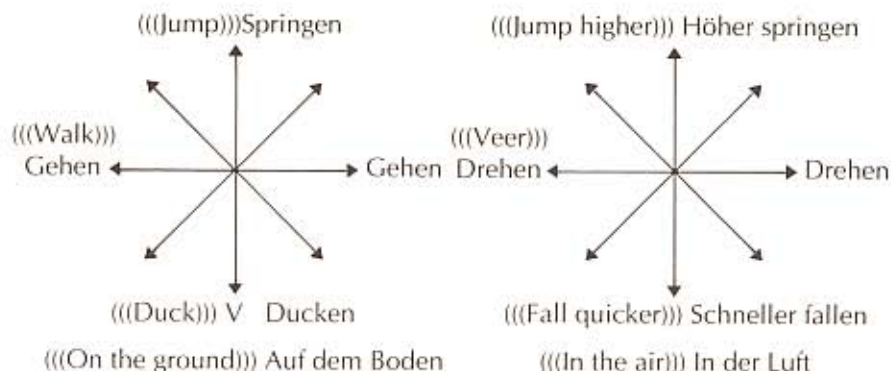 (((Jump)))Springen
(((Walk)))
Gehen
Gehen
(((Duck))) V Ducken
(((On the ground))) Auf dem Boden
(((Jump higher))) Höher springen
(((Veer)))
Drehen
Drehen
(((Fall quicker))) Schneller fallen
(((In the air))) In der Luft